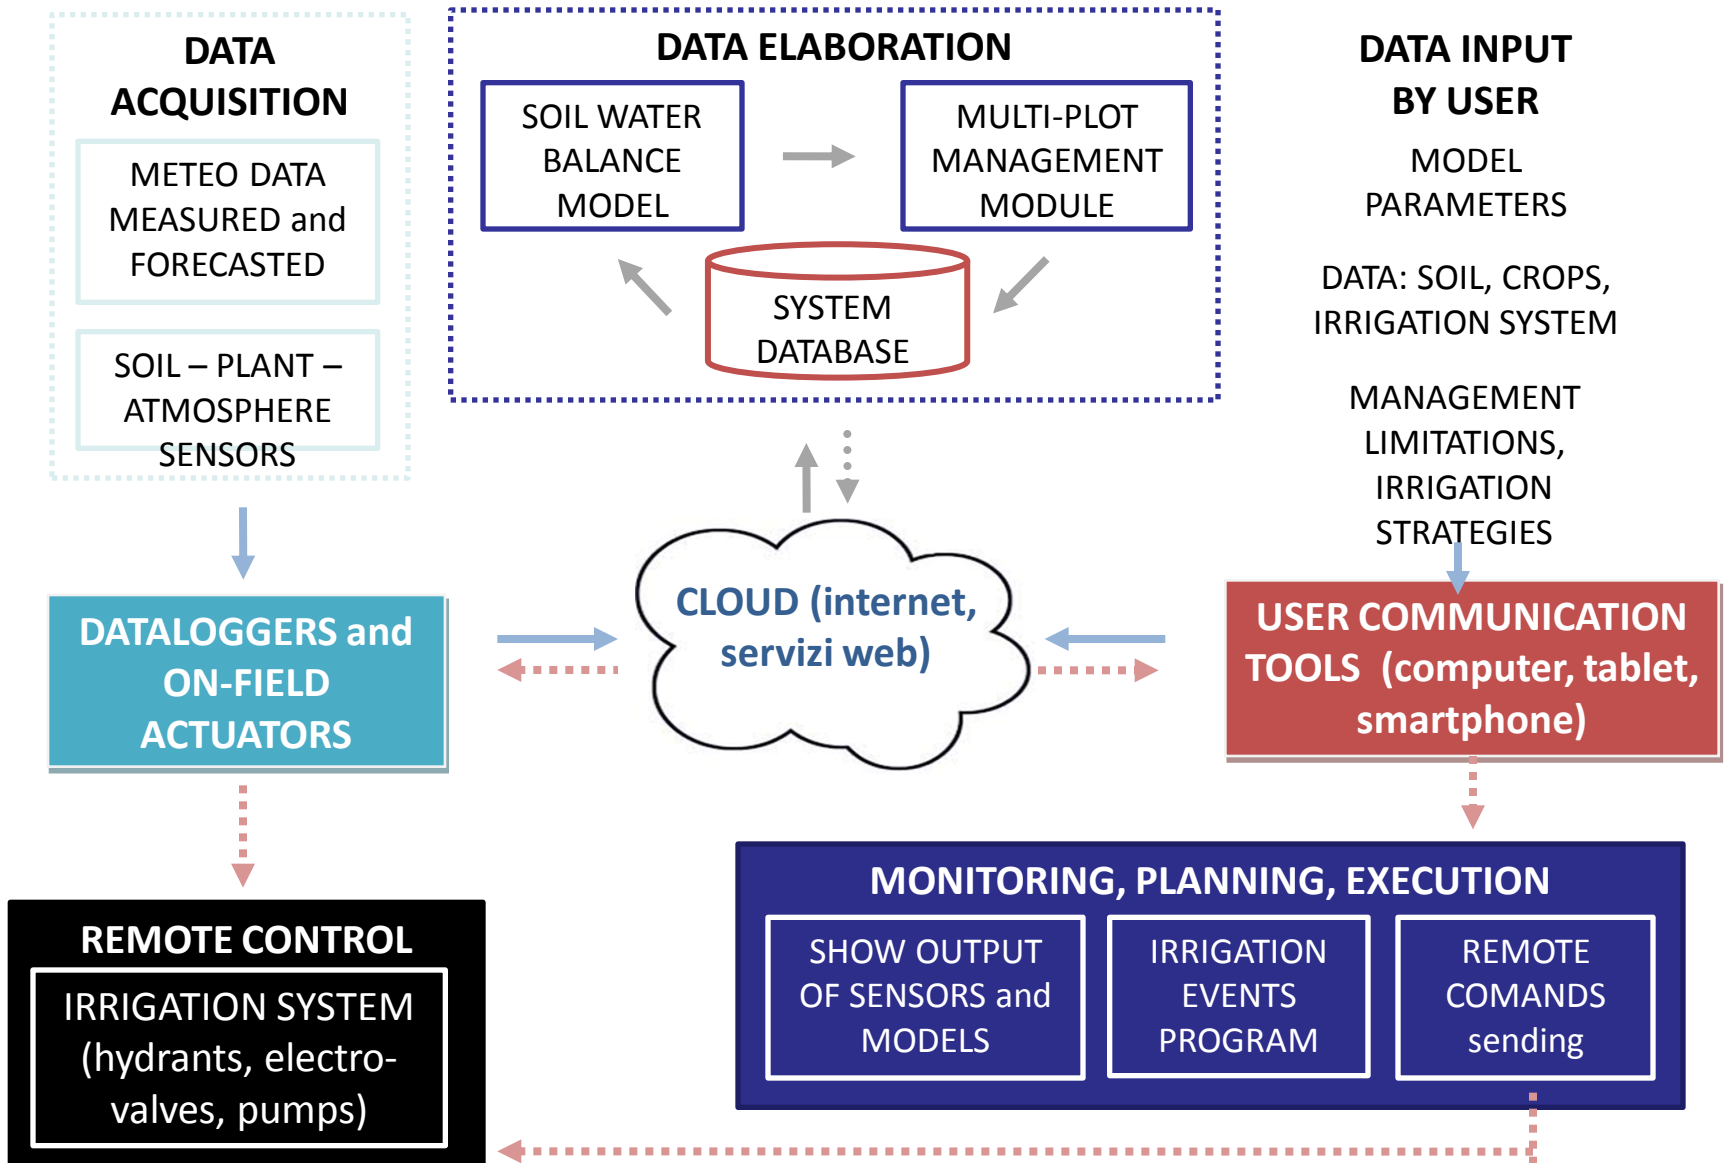 DATA
ACQUISITION
METEO DATA
MEASURED and
FORECASTED
SOIL – PLANT –
ATMOSPHERE
SENSORS
DATA ELABORATION
SOIL WATER
BALANCE
MODEL
MULTI-PLOT
MANAGEMENT
MODULE
SYSTEM
DATABASE
DATA INPUT
BY USER
MODEL
PARAMETERS
DATA: SOIL, CROPS,
IRRIGATION SYSTEM
MANAGEMENT
LIMITATIONS,
IRRIGATION
STRATEGIES
DATALOGGERS and
ON-FIELD
ACTUATORS
CLOUD (internet,
servizi web)
USER COMMUNICATION
TOOLS (computer, tablet,
smartphone)
REMOTE CONTROL
IRRIGATION SYSTEM
(hydrants, electro-
valves, pumps)
MONITORING, PLANNING, EXECUTION
SHOW OUTPUT
OF SENSORS and
MODELS
IRRIGATION
EVENTS
PROGRAM
REMOTE
COMANDS
sending